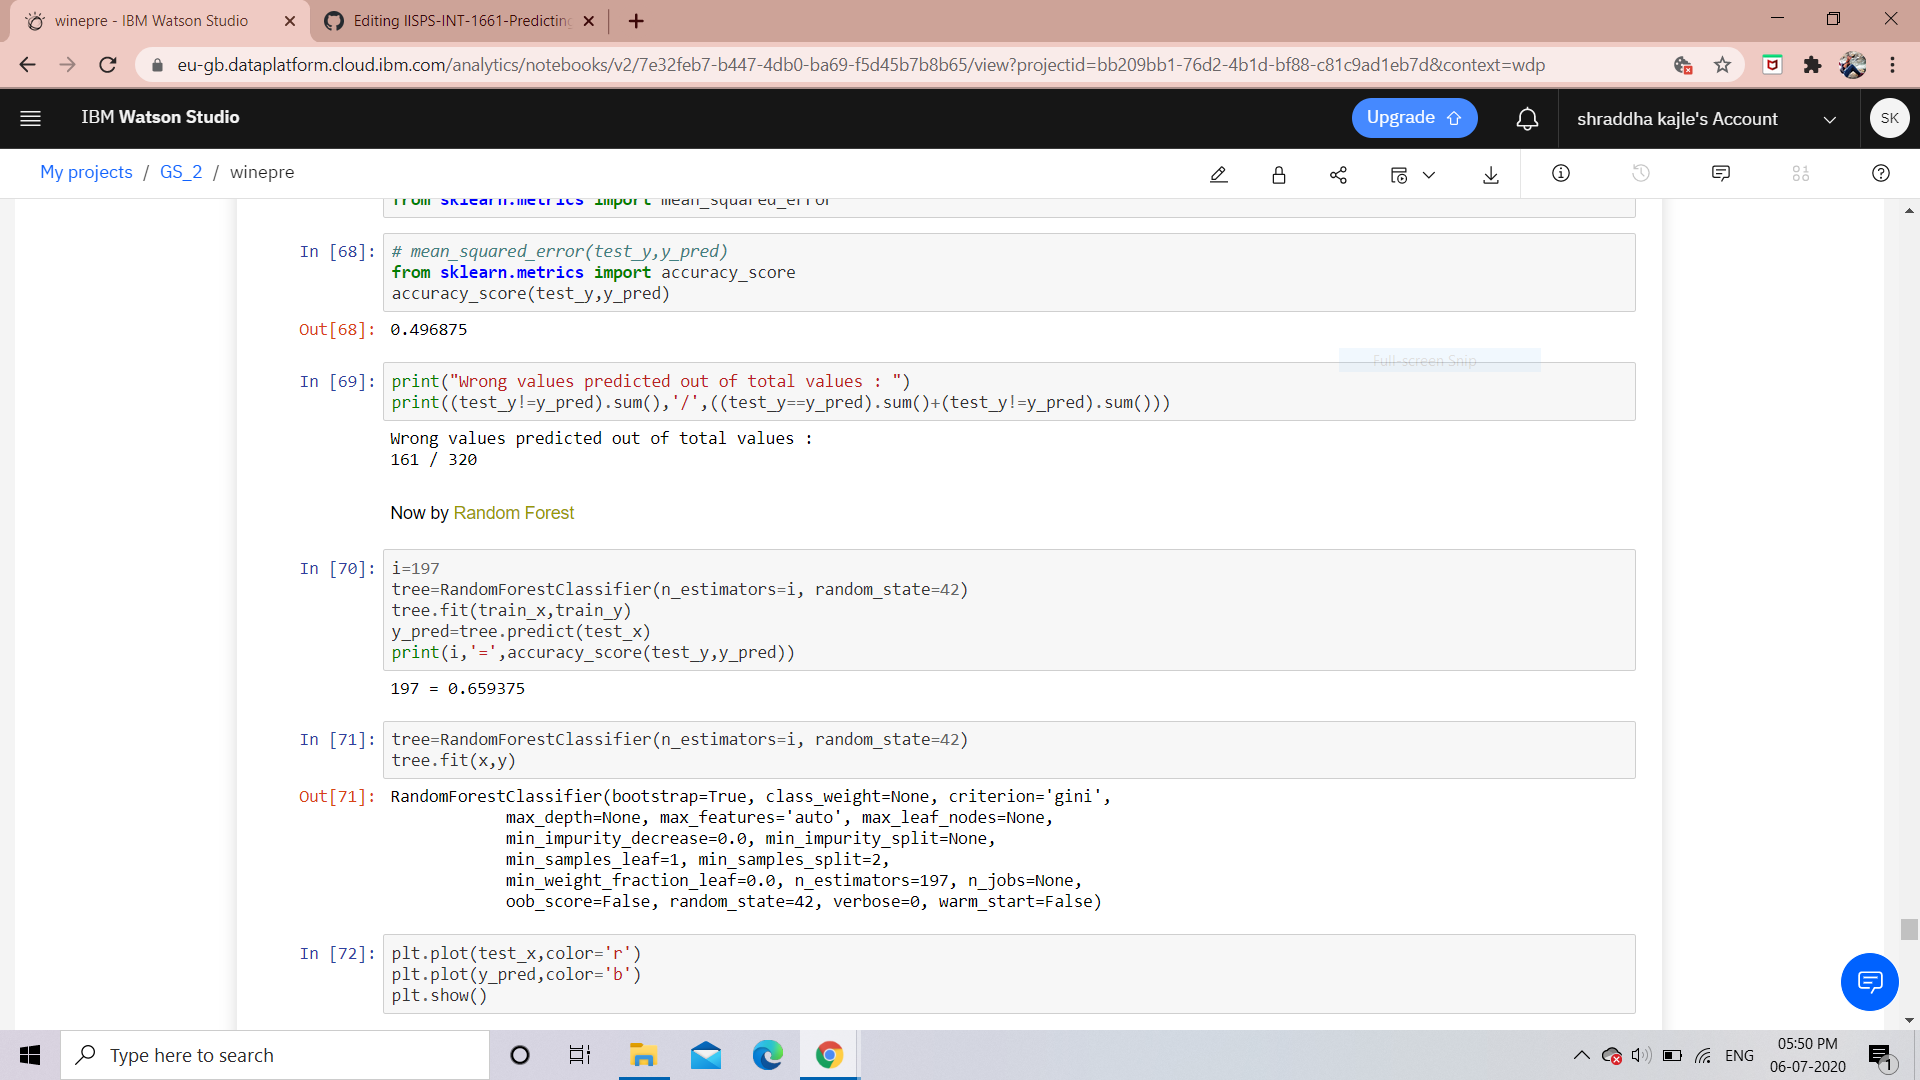 winepre - IBM Watson Studio
Editing IISPS-INT-1661-Predicting
eu-gb.dataplatform.cloud.ibm.com/analytics/notebooks/v2/7e32feb7-b447-4db0-ba69-f5d45b7b8b65/view?projectid=bb209bb1-76d2-4b1d-bf88-c81c9ad1eb7d&context=wdp
IBM Watson Studio
Upgrade
shraddha kajle's Account
SK
My projects / GS_2 / winepre
from sklearn.metrics import mean_squared_error
In [68]: # mean_squared_error(test_y,y_pred)
from sklearn.metrics import accuracy_score
accuracy_score(test_y,y_pred)
Out[68]: 0.496875
Full-screen Snip
In [69]: print("Wrong values predicted out of total values : ")
print((test_y!=y_pred).sum(),'/',((test_y==y_pred).sum()+(test_y!=y_pred).sum()))
Wrong values predicted out of total values :
161 / 320
Now by Random Forest
In [70]: i=197
tree=RandomForestClassifier(n_estimators=i, random_state=42)
tree.fit(train_x,train_y)
y_pred=tree.predict(test_x)
print(i,'=',accuracy_score(test_y,y_pred))
197 = 0.659375
In [71]: tree=RandomForestClassifier(n_estimators=i, random_state=42)
tree.fit(x,y)
Out[71]: RandomForestClassifier(bootstrap=True, class_weight=None, criterion='gini',
max_depth=None, max_features='auto', max_leaf_nodes=None,
min_impurity_decrease=0.0, min_impurity_split=None,
min_samples_leaf=1, min_samples_split=2,
min_weight_fraction_leaf=0.0, n_estimators=197, n_jobs=None,
oob_score=False, random_state=42, verbose=0, warm_start=False)
In [72]: plt.plot(test_x,color='r')
plt.plot(y_pred,color='b')
plt.show()
Type here to search
ENG
05:50 PM
06-07-2020
1